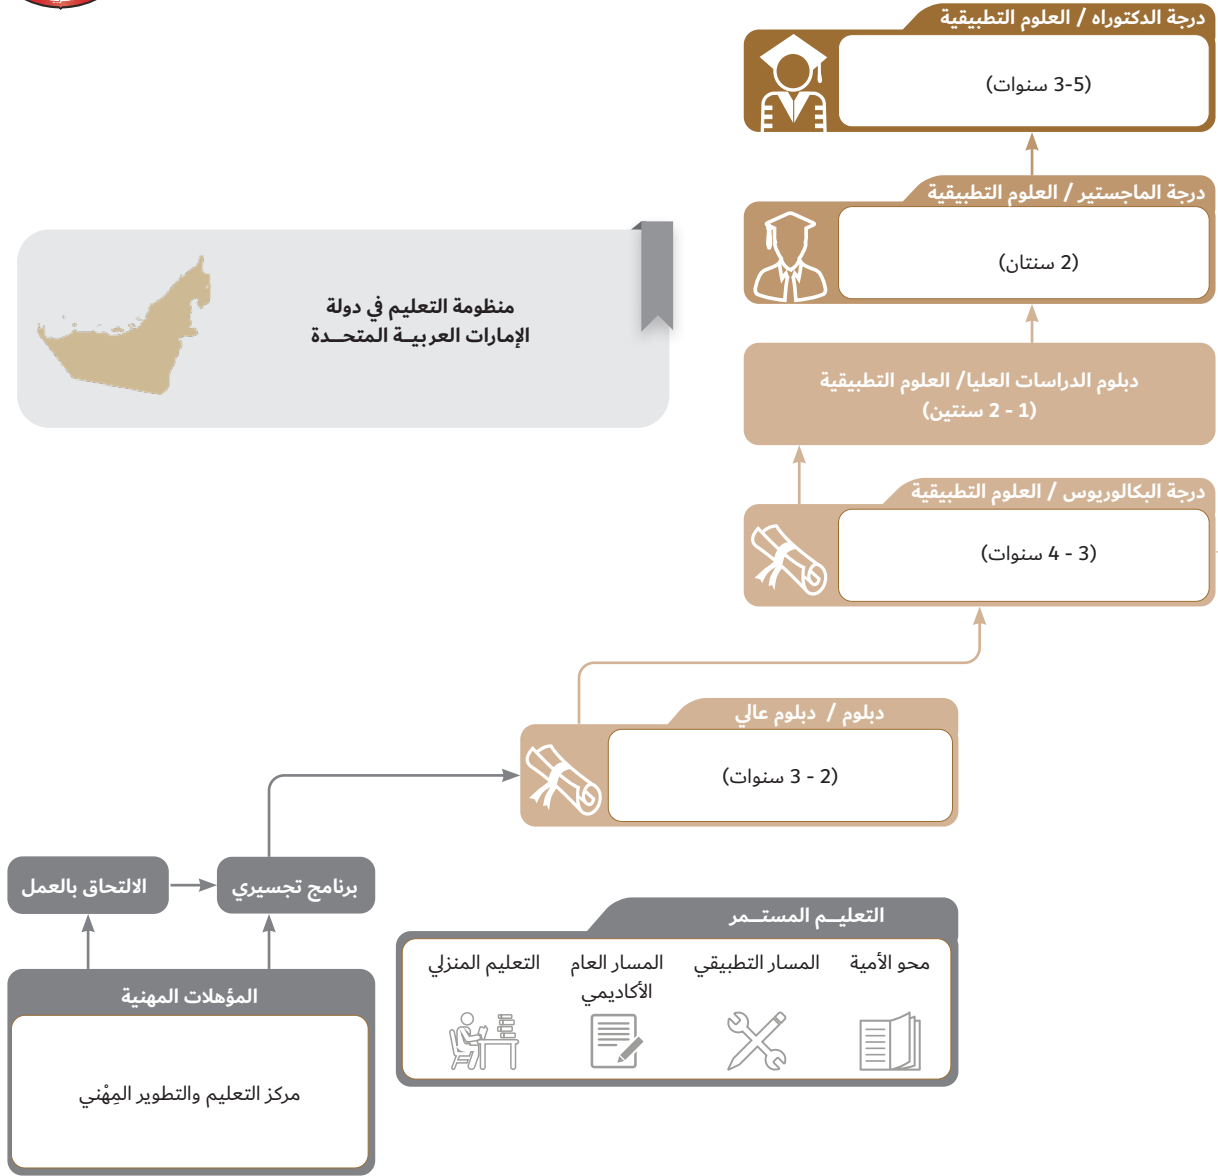 درجة الدكتوراه / العلوم التطبيقية
(3-5 سنوات)
درجة الماجستير / العلوم التطبيقية
(2 سنتان)
منظومة التعليم في دولة
الإمارات العربيــة المتحــدة
دبلوم الدراسات العليا/ العلوم التطبيقية
(1 - 2 سنتين)
درجة البكالوريوس / العلوم التطبيقية
(3 - 4 سنوات)
دبلوم / دبلوم عالي
(2 - 3 سنوات)
برنامج تجسيري
الالتحاق بالعمل
التعليــم المستــمر
محو الأمية
المسار التطبيقي
المسار العام
الأكاديمي
التعليم المنزلي
المؤهلات المهنية
مركز التعليم والتطوير المِهْني